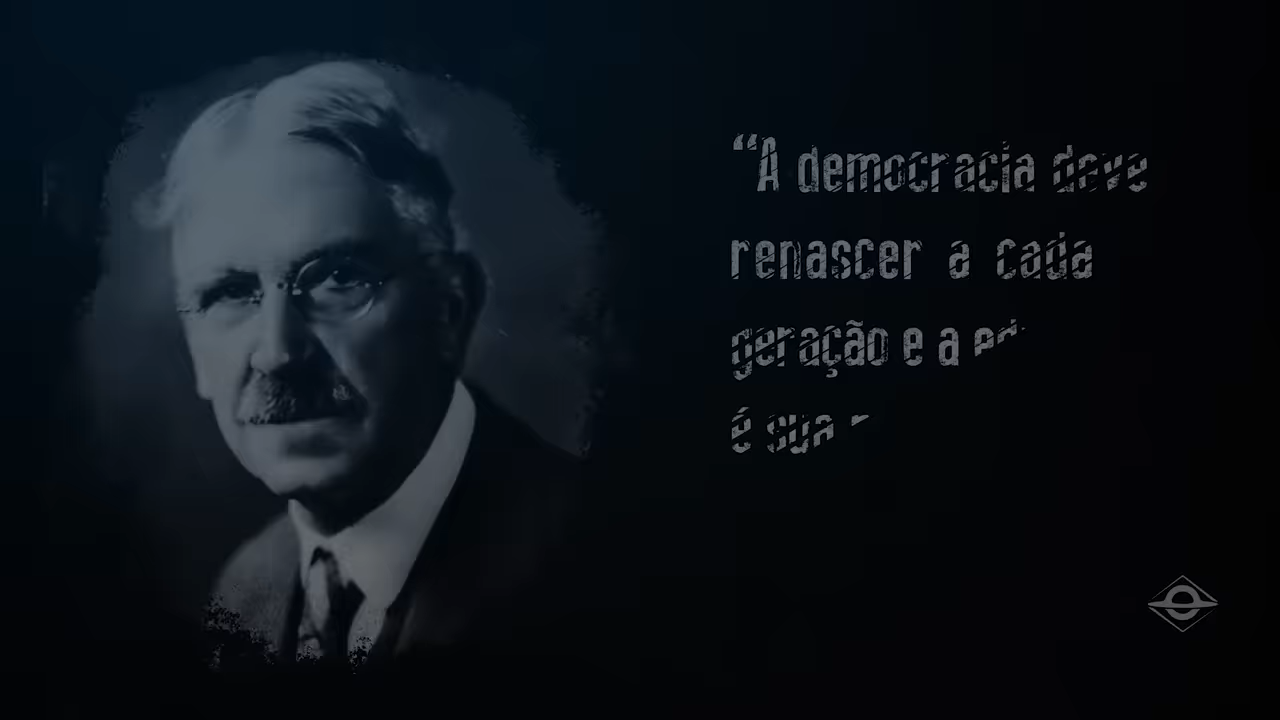 “A democracia deve
renascer a cada
geração e a
é sua